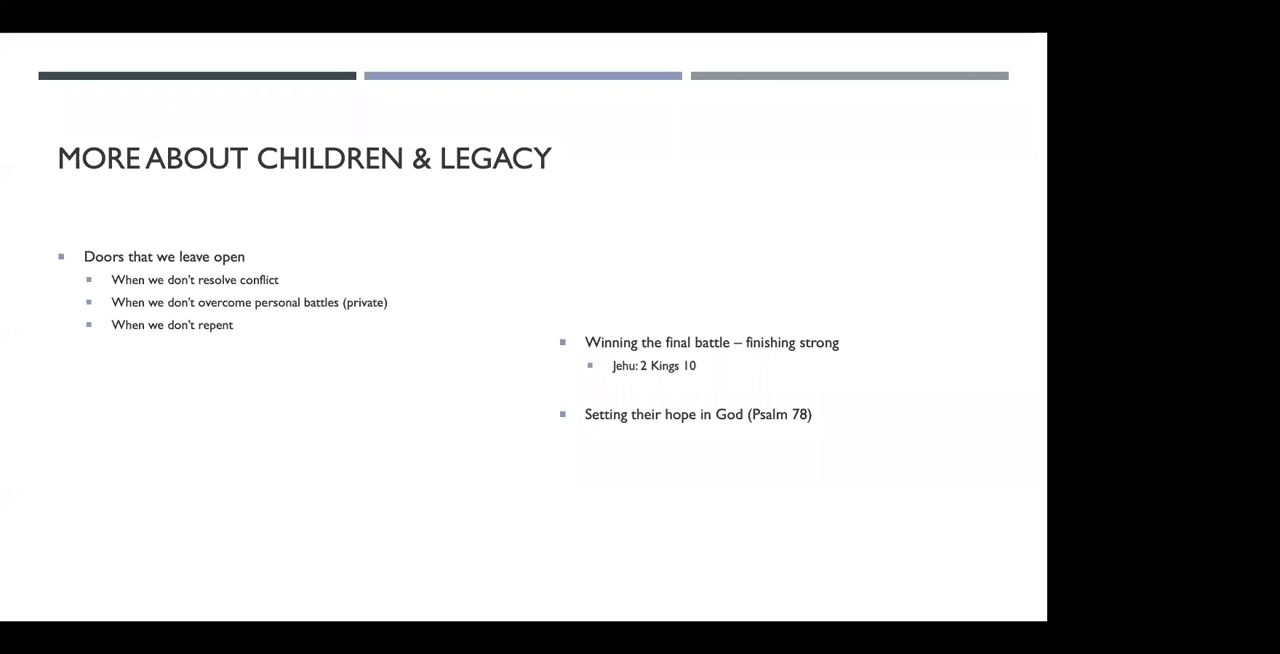 MORE ABOUT CHILDREN & LEGACY
Doors that we leave open
When we don’t resolve conflict
When we don’t overcome personal battles (private)
When we don’t repent
Winning the final battle – finishing strong
Jehu: 2 Kings 10
Setting their hope in God (Psalm 78)